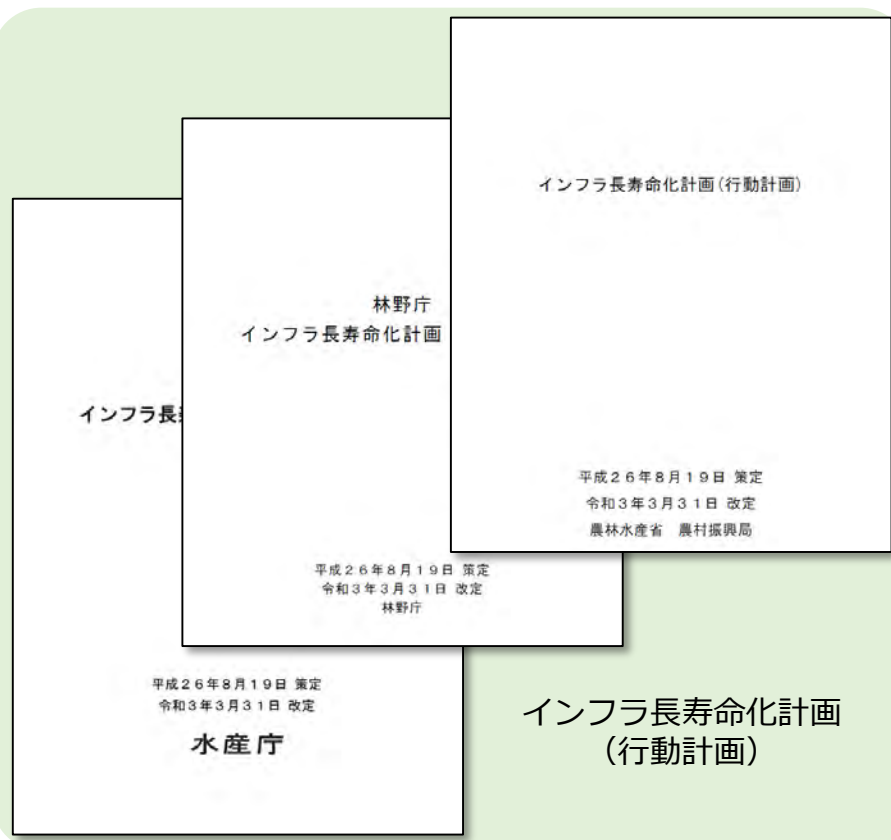 インフラ長寿命化計画(行動計画)
平成26年8月19日 策定
令和3年3月31日 改定
農林水産省 農村振興局
林野庁
インフラ長寿命化計画
平成26年8月19日 策定
令和3年3月31日 改定
林野庁
インフラ長
平成26年8月19日 策定
令和3年3月31日 改定
水産庁
インフラ長寿命化計画
(行動計画)